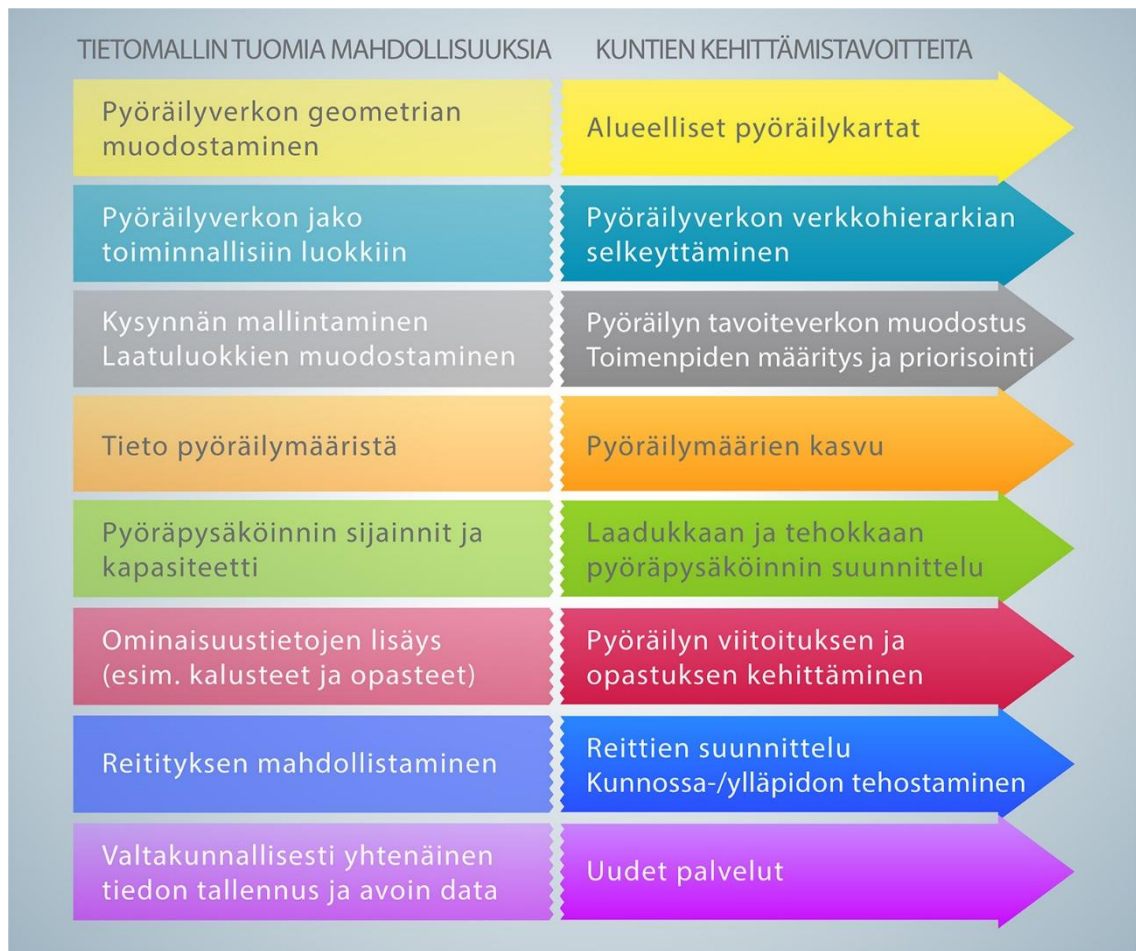 TIETOMALLIN TUOMIA MAHDOLLISUUKSIA
KUNTIEN KEHITTÄMISTAVOITTEITA
Pyöräilyverkon geometrian
muodostaminen
Alueelliset pyöräilykartat
Pyöräilyverkon jako
toiminnallisiin luokkiin
Pyöräilyverkon verkkohierarkian
selkeyttäminen
Kysynnän mallintaminen
Laatuluokkien muodostaminen
Pyöräilyn tavoiteverkon muodostus
Toimenpiden määritys ja priorisointi
Tieto pyöräilymääristä
Pyöräilymäärien kasvu
Pyöräpysäköinnin sijainnit ja
kapasiteetti
Laadukkaan ja tehokkaan
pyöräpysäköinnin suunnittelu
Ominaisuustietojen lisäys
(esim. kalusteet ja opasteet)
Pyöräilyn viitoituksen ja
opastuksen kehittäminen
Reitityksen mahdollistaminen
Reittien suunnittelu
Kunnossa-/ylläpidon tehostaminen
Valtakunnallisesti yhtenäinen
tiedon tallennus ja avoin data
Uudet palvelut